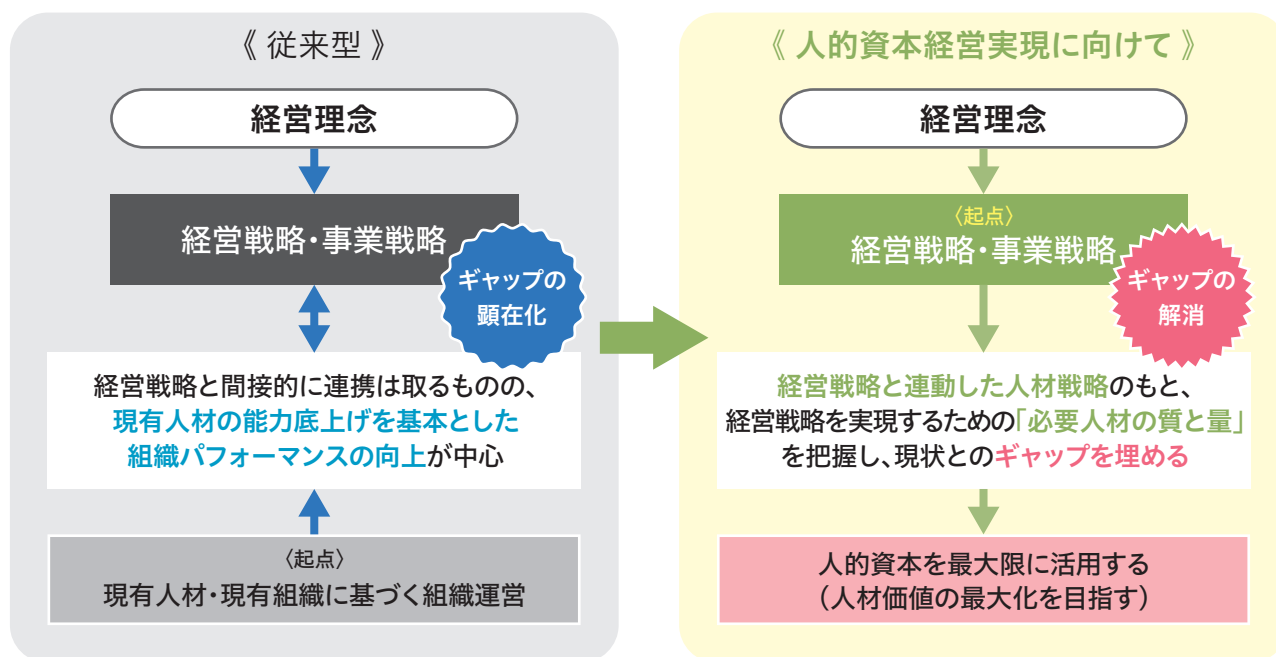 《 従来型 》
経営理念
経営戦略・事業戦略
ギャップの
顕在化
経営戦略と間接的に連携は取るものの、
現有人材の能力底上げを基本とした
組織パフォーマンスの向上が中心
〈起点〉
現有人材・現有組織に基づく組織運営
《 人的資本経営実現に向けて 》
経営理念
〈起点〉
経営戦略・事業戦略
ギャップの
解消
経営戦略と連動した人材戦略のもと、
経営戦略を実現するための「必要人材の質と量」
を把握し、現状とのギャップを埋める
人的資本を最大限に活用する
（人材価値の最大化を目指す）